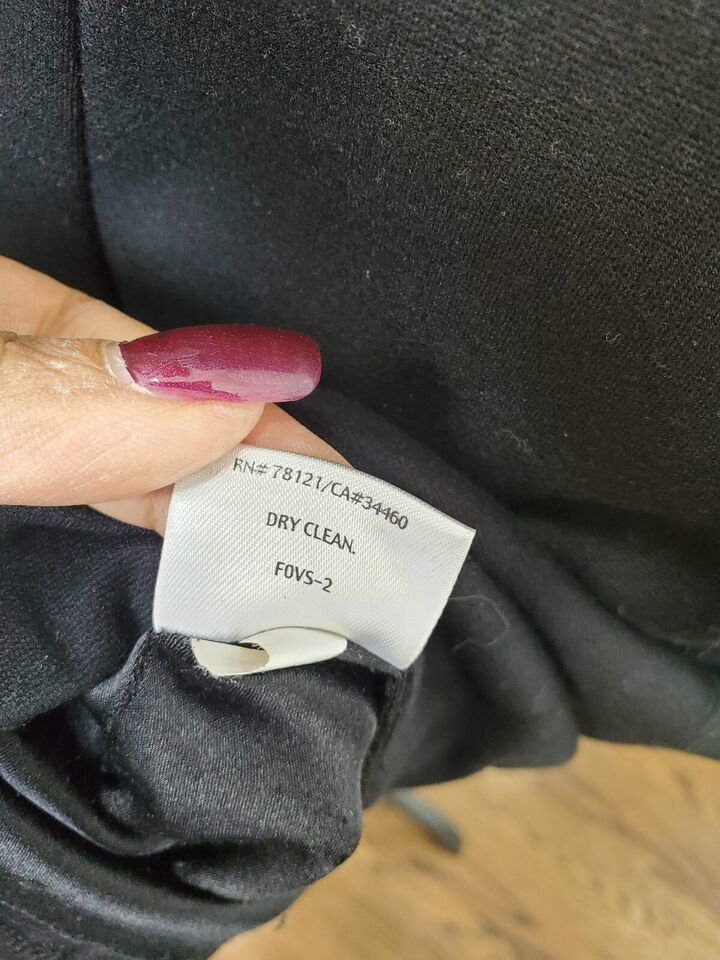 RN# 78121/CA#34460
DRY CLEAN.
F0VS-2